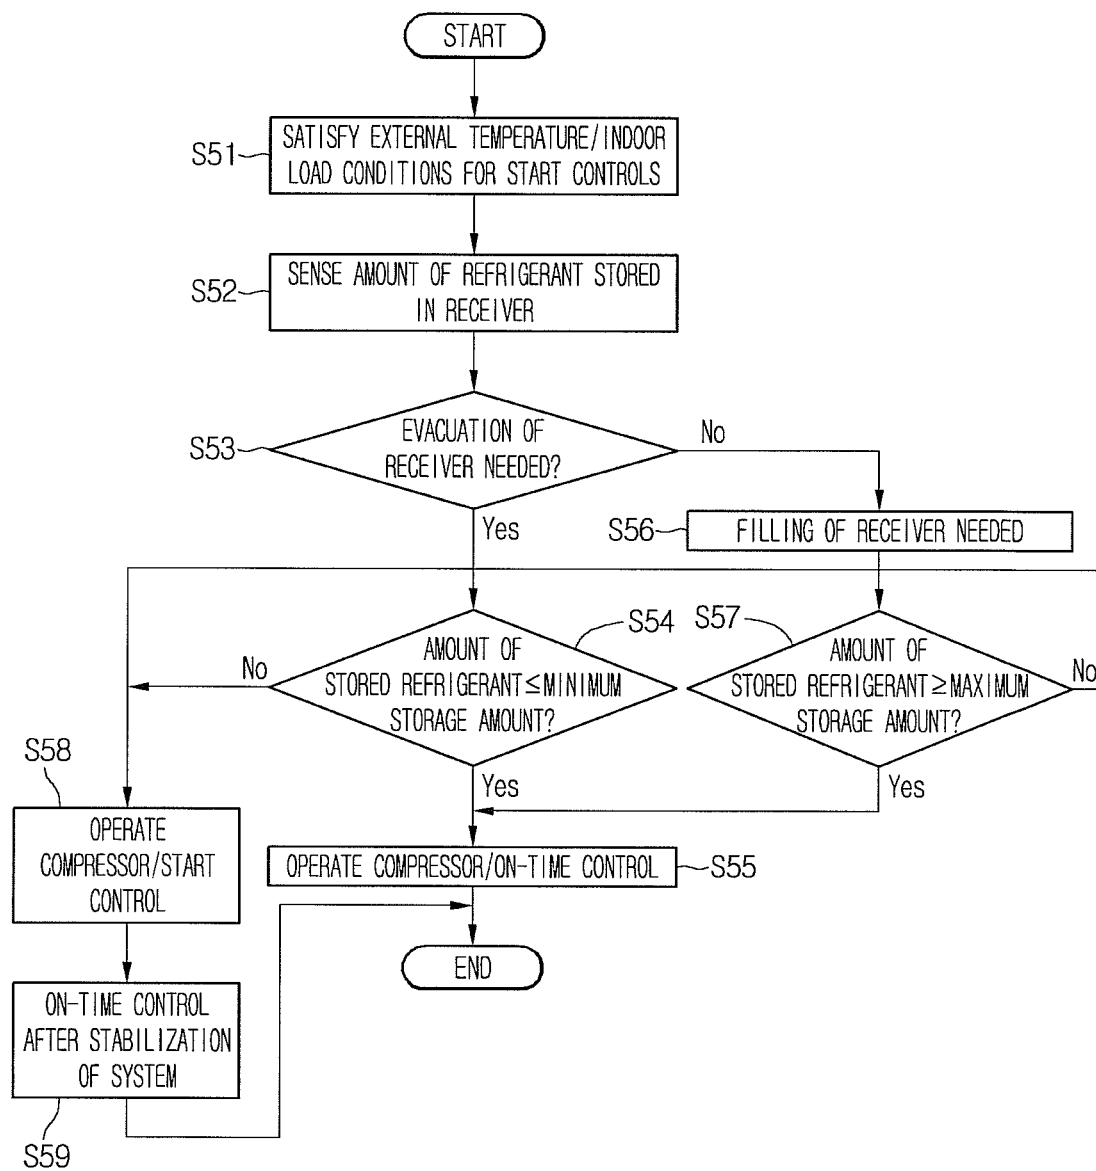 START
S51
SATISFY EXTERNAL TEMPERATURE/INDOOR
LOAD CONDITIONS FOR START CONTROLS
S52
SENSE AMOUNT OF REFRIGERANT STORED
IN RECEIVER
S53
EVACUATION OF
RECEIVER NEEDED?
No
Yes
S56
FILLING OF RECEIVER NEEDED
S54
AMOUNT OF
STORED REFRIGERANT≤MINIMUM
STORAGE AMOUNT?
No
Yes
S57
AMOUNT OF
STORED REFRIGERANT≥MAXIMUM
STORAGE AMOUNT?
No
Yes
S58
OPERATE
COMPRESSOR/START
CONTROL
OPERATE COMPRESSOR/ON-TIME CONTROL
S55
END
ON-TIME CONTROL
AFTER STABILIZATION
OF SYSTEM
S59